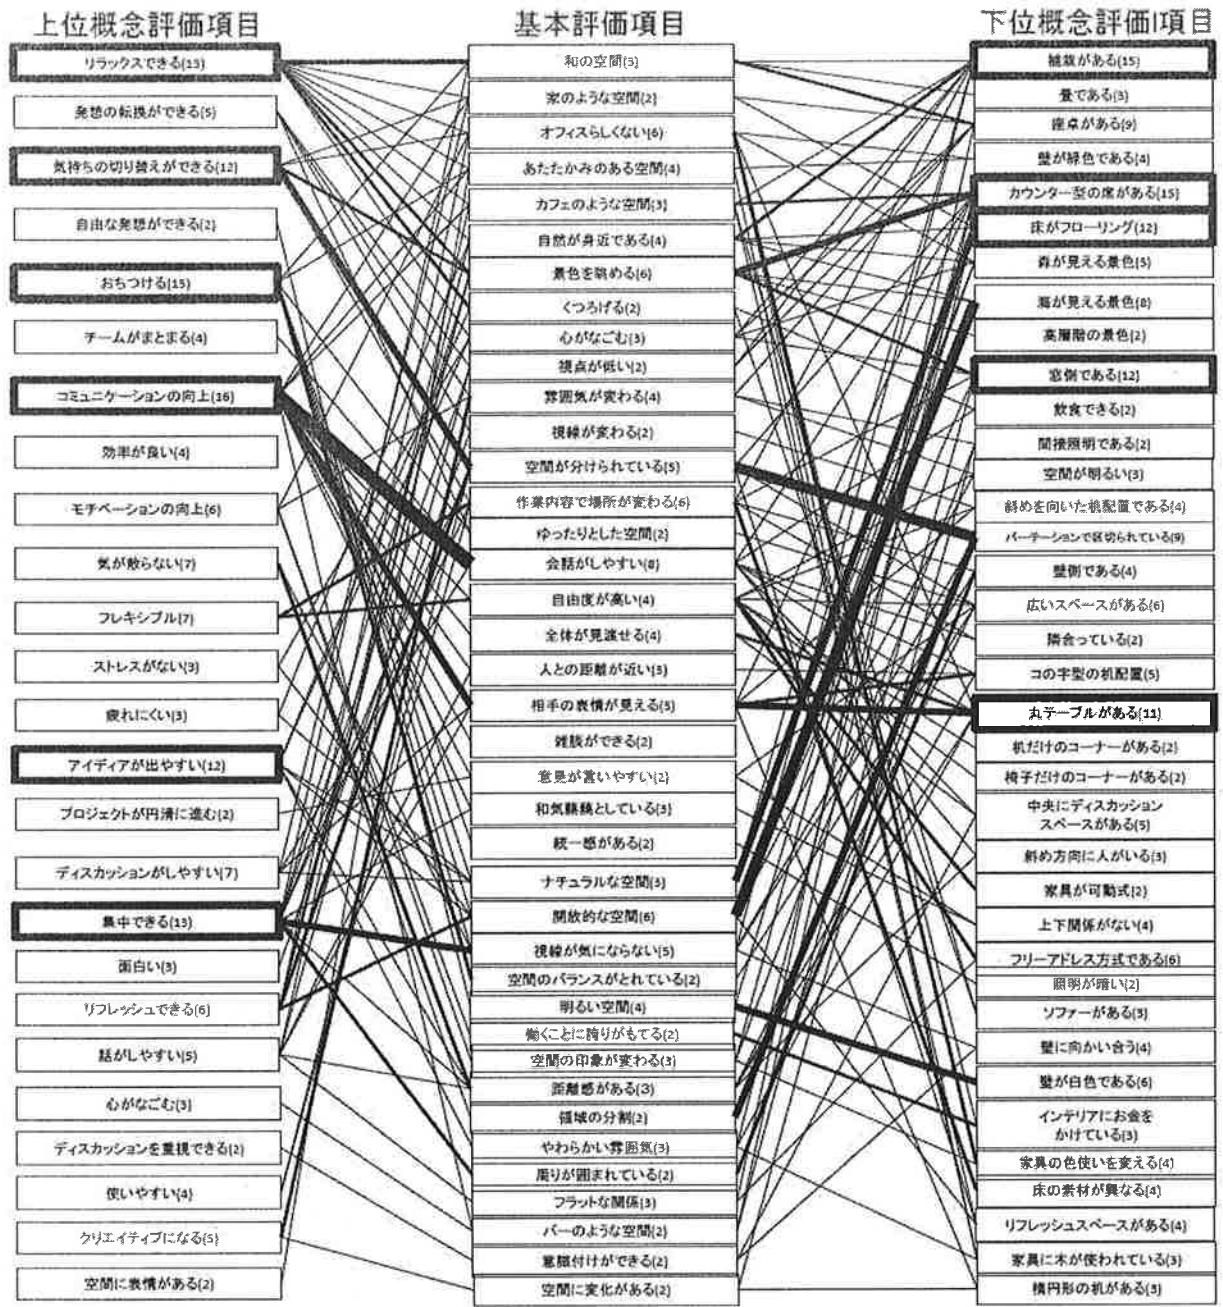 上位概念評価項目
リラックスできる(13)
発想の転換ができる(5)
気持ちの切り替えができる(12)
自由な発想ができる(2)
おちつける(15)
チームがまとまる(4)
コミュニケーションの向上(16)
効率が良い(4)
モチベーションの向上(6)
気が散らない(7)
フレキシブル(7)
ストレスがない(3)
疲れにくい(3)
アイディアが出やすい(12)
プロジェクトが円滑に進む(2)
ディスカッションがしやすい(7)
集中できる(13)
面白い(3)
リフレッシュできる(6)
話がしやすい(5)
心がなごむ(3)
ディスカッションを重視できる(2)
使いやすい(4)
クリエイティブになる(5)
空間に表情がある(2)
基本評価項目
和の空間(3)
家のような空間(2)
オフィスらしくない(6)
あたたかみのある空間(4)
カフェのような空間(3)
自然が身近である(4)
景色を眺める(6)
くつろげる(2)
心がなごむ(3)
視点が低い(2)
雰囲気が変わる(4)
視線が変わる(2)
空間が分けられている(5)
作業内容で場所が変わる(6)
ゆったりとした空間(2)
会話がしやすい(8)
自由度が高い(4)
全体が見渡せる(4)
人との距離が近い(3)
相手の表情が見える(5)
雑談ができる(2)
意見が言いやすい(2)
和気藹藹としている(3)
統一感がある(2)
ナチュラルな空間(3)
開放的な空間(6)
視線が気にならない(5)
空間のバランスがとれている(2)
明るい空間(4)
働くことに誇りがもてる(2)
空間の印象が変わる(3)
距離感がある(3)
領域の分割(2)
やわらかい雰囲気(3)
周りが囲まれている(2)
フラットな関係(3)
バーのような空間(2)
意識付けができる(2)
空間に変化がある(2)
下位概念評価項目
植栽がある(15)
畳である(3)
座卓がある(9)
壁が緑色である(4)
カウンター型の席がある(15)
床がフローリング(12)
森が見える景色(5)
海が見える景色(8)
高層階の景色(2)
窓側である(12)
飲食できる(2)
間接照明である(2)
空間が明るい(3)
斜めを向いた机配置である(4)
パーテーションで区切られている(9)
壁側である(4)
広いスペースがある(6)
隣合っている(2)
コの字型の机配置(5)
丸テーブルがある(11)
机だけのコーナーがある(2)
椅子だけのコーナーがある(2)
中央にディスカッション
スペースがある(5)
斜め方向に人がいる(3)
家具が可動式(2)
上下関係がない(4)
フリーアドレス方式である(6)
照明が暗い(2)
ソファーがある(3)
壁に向かい合う(4)
壁が白色である(6)
インテリアにお金を
かけている(3)
家具の色使いを変える(4)
床の素材が異なる(4)
リフレッシュスペースがある(4)
家具に木が使われている(3)
楕円形の机がある(3)